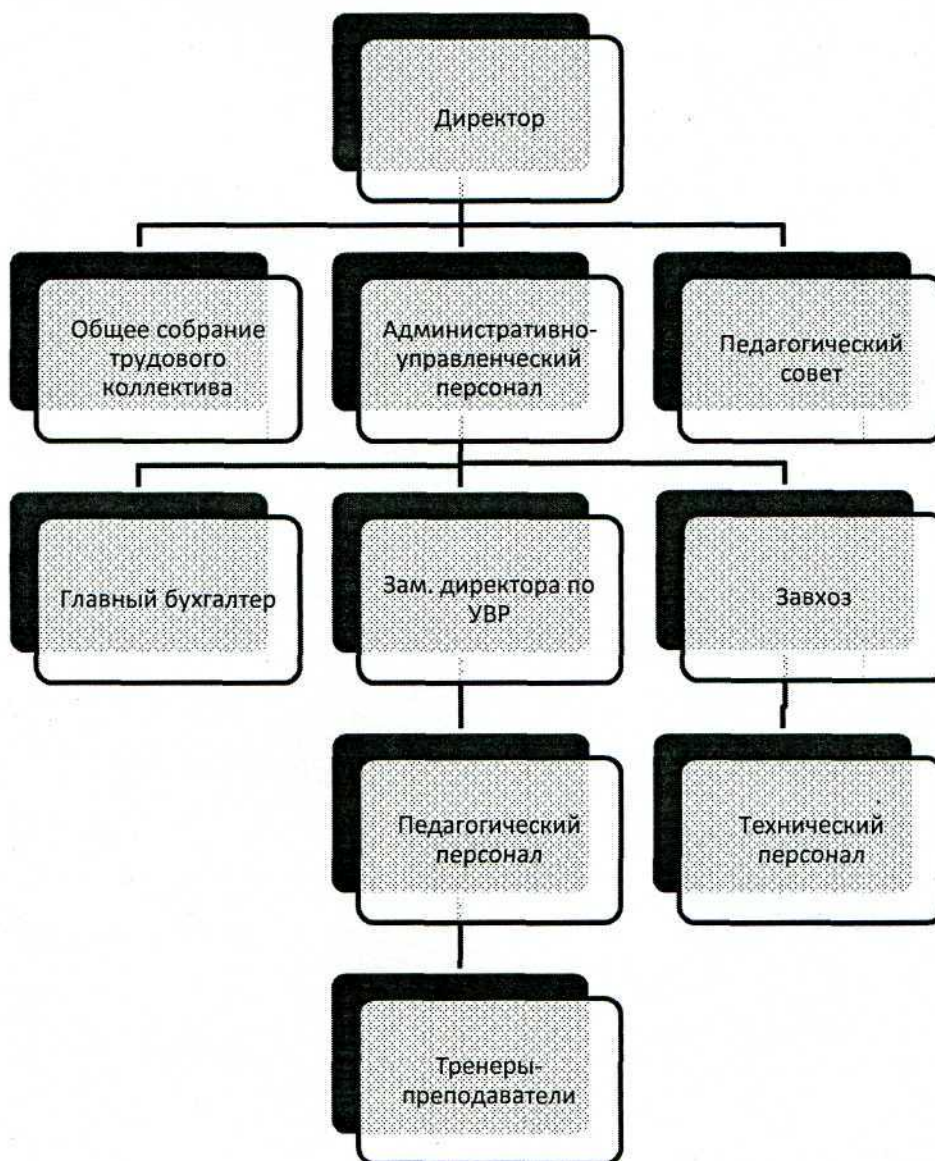 Директор
Общее собрание
трудового
коллектива
Административно-
управленческий
персонал
Педагогический
совет
Главный бухгалтер
Зам. директора по
УВР
Завхоз
Педагогический
персонал
Технический
персонал
Тренеры-
преподаватели